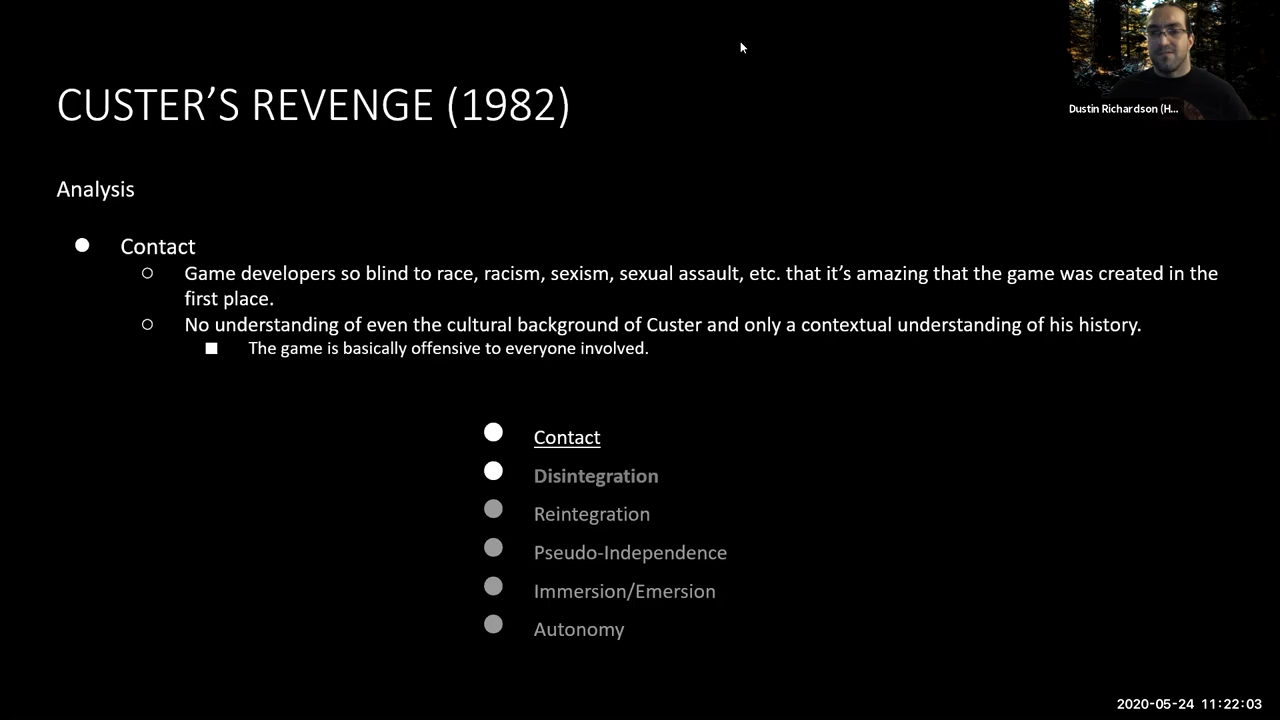 CUSTER’S REVENGE (1982)
Dustin Richardson (H...
Analysis
● Contact
○ Game developers so blind to race, racism, sexism, sexual assault, etc. that it’s amazing that the game was created in the
first place.
○ No understanding of even the cultural background of Custer and only a contextual understanding of his history.
■ The game is basically offensive to everyone involved.
● Contact
● Disintegration
● Reintegration
● Pseudo-Independence
● Immersion/Emersion
● Autonomy
2020-05-24 11:22:03